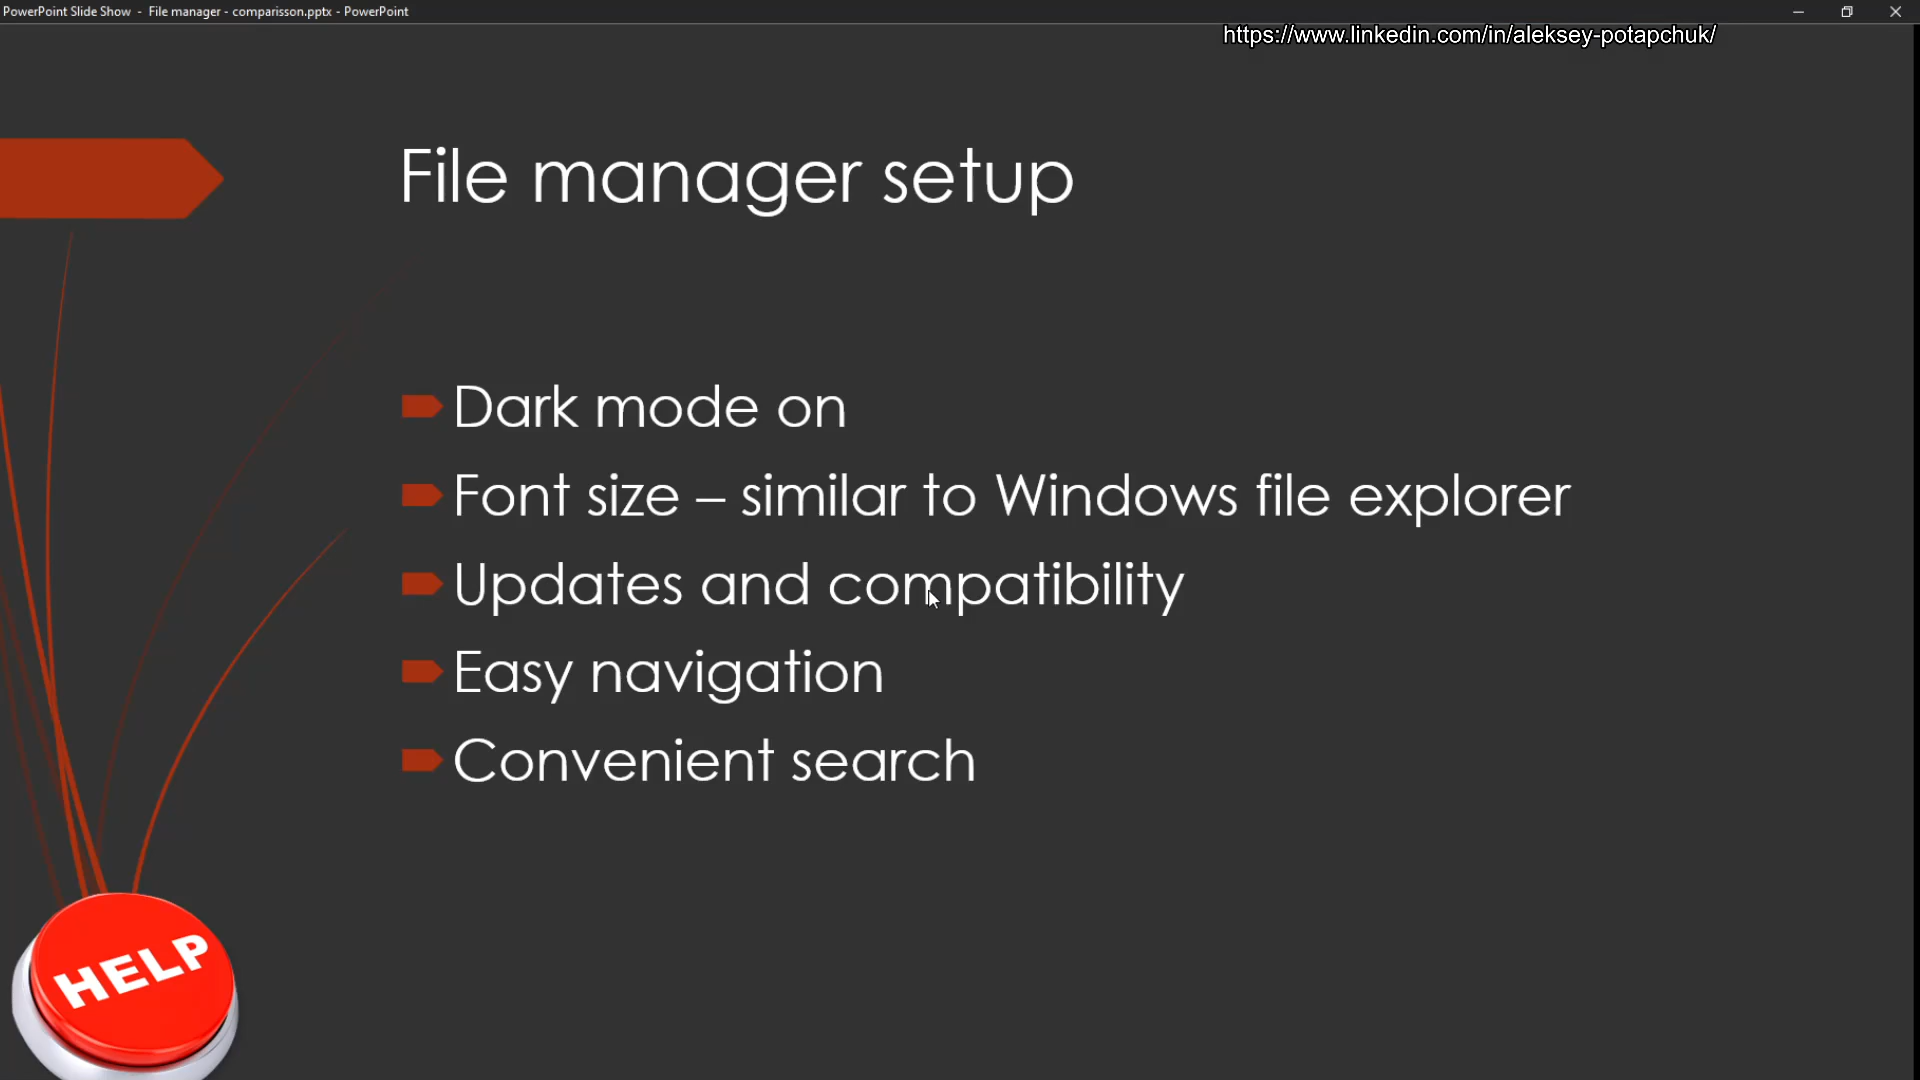 PowerPoint Slide Show - File manager - comparisson.pptx - PowerPoint
https://www.linkedin.com/in/aleksey-potapchuk/
File manager setup
Dark mode on
Font size – similar to Windows file explorer
Updates and compatibility
Easy navigation
Convenient search
HELP